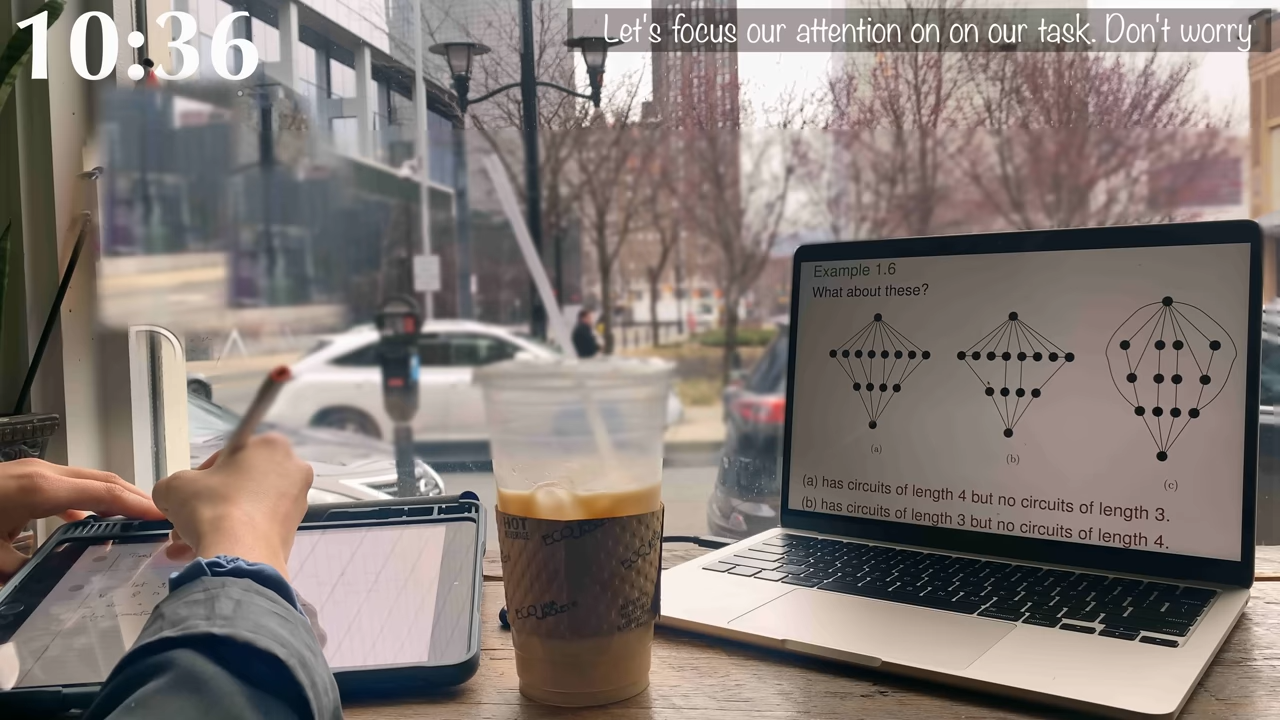 10:36
Let's focus our attention on on our task. Don't worry
Example 1.6
What about these?
(a)
(b)
(c)
(a) has circuits of length 4 but no circuits of length 3.
(b) has circuits of length 3 but no circuits of length 4.
HOT
BEVERAGE